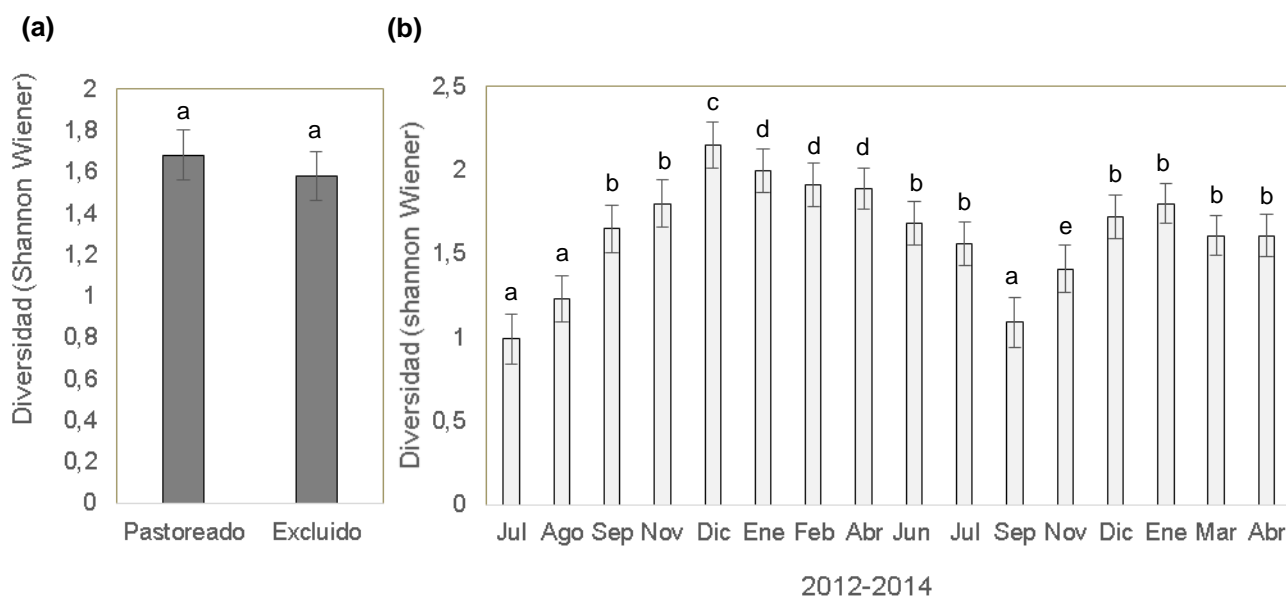 (a)
Diversidad (Shannon Wiener)
2
1,8
1,6
1,4
1,2
1
0,8
0,6
0,4
0,2
0
a a
Pastoreado Excluido
(b)
Diversidad (shannon Wiener)
2,5
2
1,5
1
0,5
0
a a b b c d d d b b a e b b b b
Jul Ago Sep Nov Dic Ene Feb Abr Jun Jul Sep Nov Dic Ene Mar Abr
2012-2014